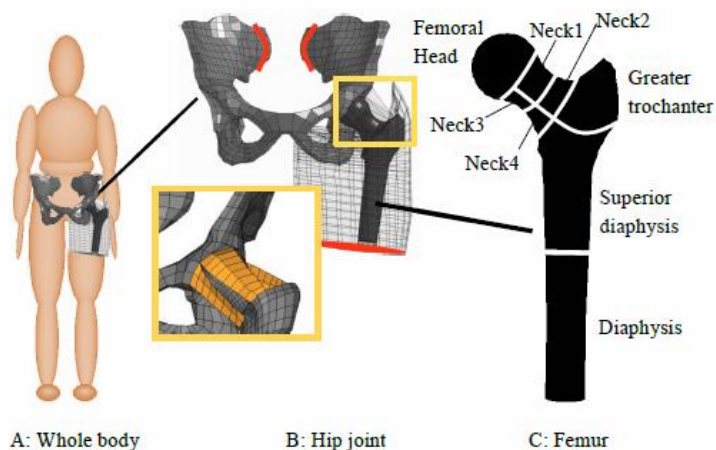 Femoral
Head
Neck1
Neck2
Greater
trochanter
Neck3
Neck4
Superior
diaphysis
Diaphysis
A: Whole body
B: Hip joint
C: Femur